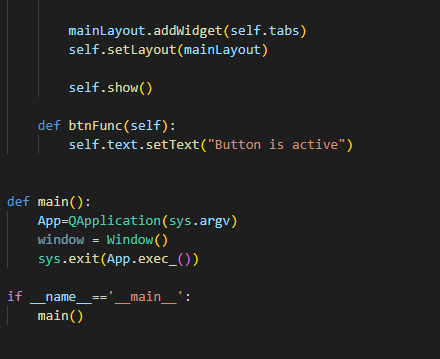 mainLayout.addWidget(self.tabs)
self.setLayout(mainLayout)
self.show()
def btnFunc(self):
self.text.setText("Button is active")
def main():
App=QApplication(sys.argv)
window = Window()
sys.exit(App.exec_())
if __name__=='__main__':
main()